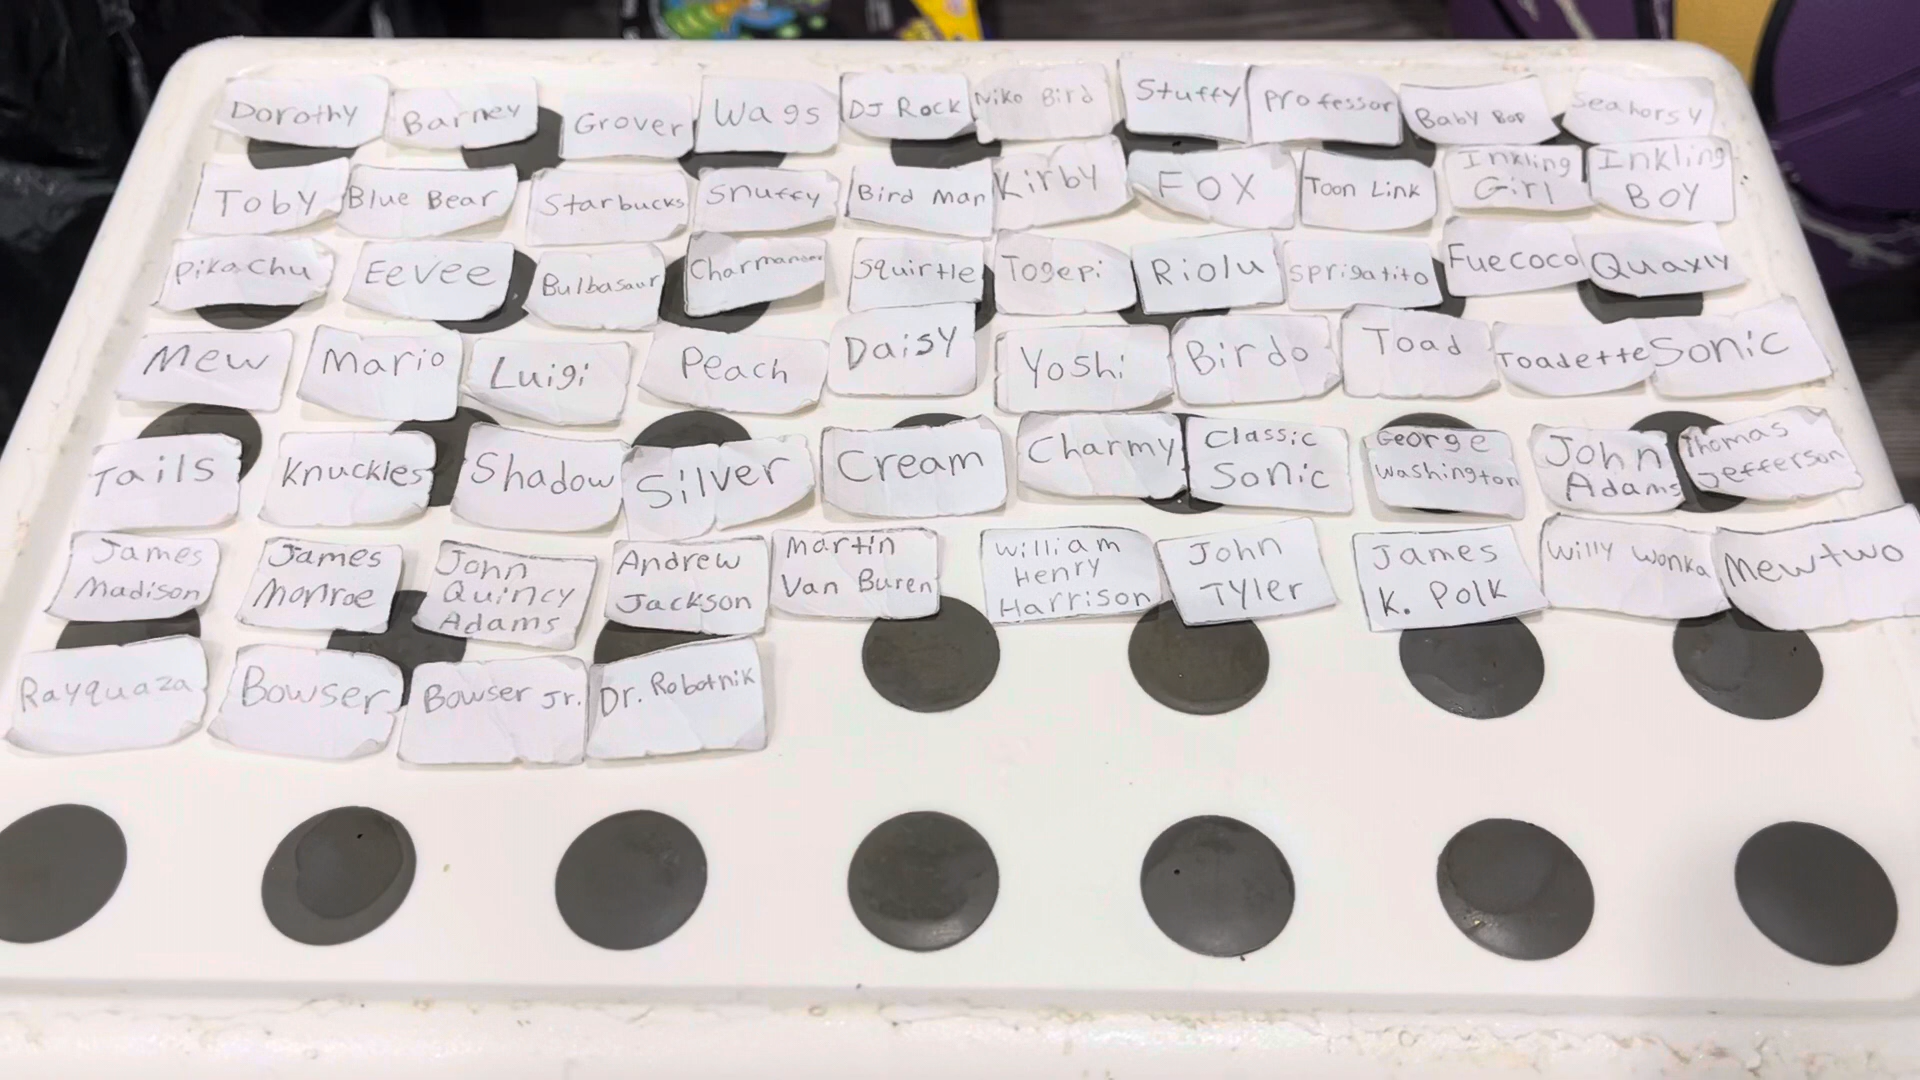 Dorothy Barney Grover Wags DJ Rock Niko Bird Stuffy Professor Baby Bop Seahorsy
Toby Blue Bear Starbucks Snuffy Bird Man Kirby FOX Toon Link Inkling Girl Inkling BOY
Pikachu Eevee Bulbasaur Charmander Squirtle Togepi Riolu Sprigatito Fuecoco Quaxly
Mew Mario Luigi Peach Daisy Yoshi Birdo Toad Toadette Sonic
Tails Knuckles Shadow Silver Cream Charmy Classic Sonic George Washington John Adams Thomas Jefferson
James Madison James Monroe John Quincy Adams Andrew Jackson Martin Van Buren William Henry Harrison John Tyler James K. Polk Willy Wonka Mewtwo
Rayquaza Bowser Bowser Jr. Dr. Robotnik